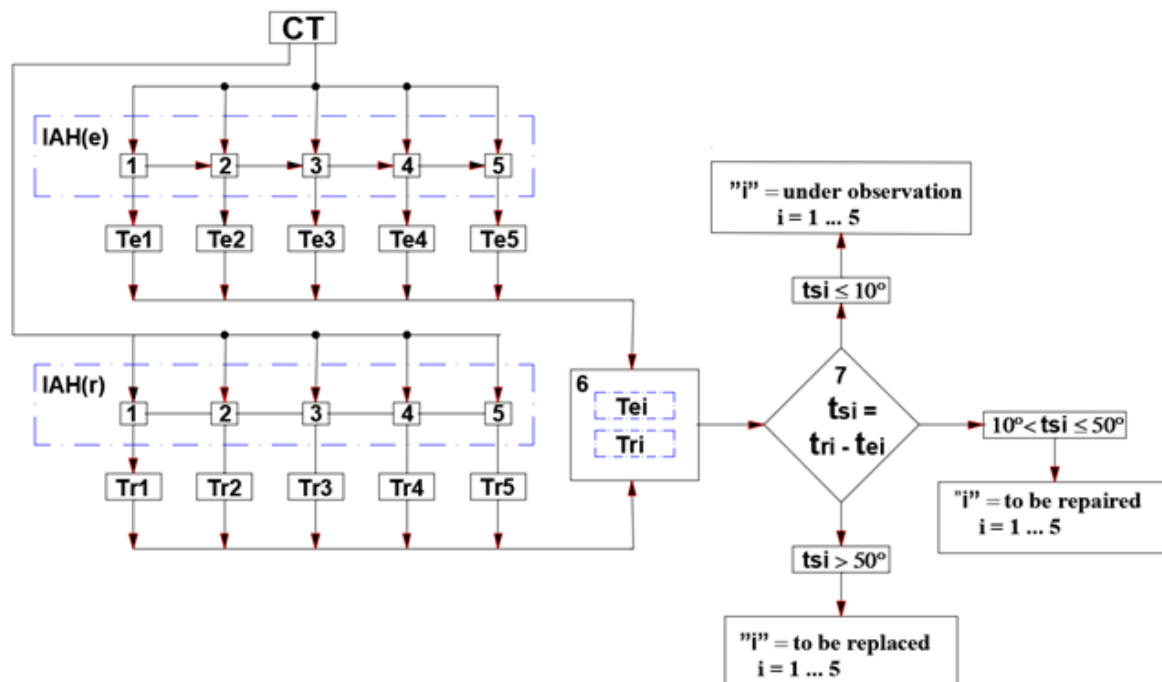 CT
IAH(e)
1 2 3 4 5
Te1 Te2 Te3 Te4 Te5
IAH(r)
1 2 3 4 5
Tr1 Tr2 Tr3 Tr4 Tr5
6
Tei
Tri
7
tsi =
tri - tei
tsi ≤ 10°
"i" = under observation
i = 1 ... 5
10° < tsi ≤ 50°
"i" = to be repaired
i = 1 ... 5
tsi > 50°
"i" = to be replaced
i = 1 ... 5